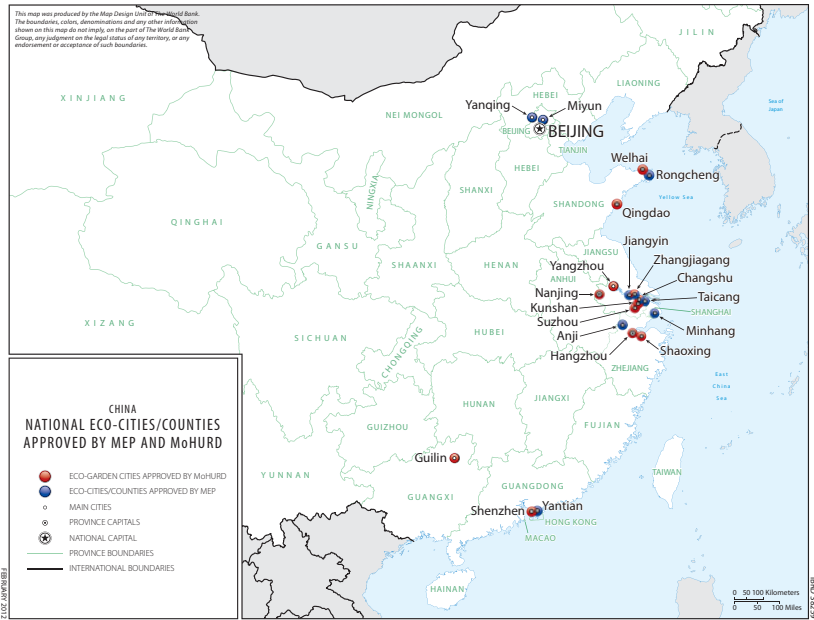 This map was produced by the Map Design Unit of The World Bank.
The boundaries, colors, denominations and any other information
shown on this map do not imply, on the part of The World Bank
Group, any judgment on the legal status of any territory, or any
endorsement or acceptance of such boundaries.
JILIN
XINJIANG
LIAONING
HEBEI
NEI MONGOL
Yanqing
Miyun
Sea of
Japan
BEIJING
BEIJING
TIANJIN
Welhai
HEBEI
Rongcheng
NINGXIA
SHANXI
Yellow Sea
SHANDONG
Qingdao
QINGHAI
GANSU
Jiangyin
JIANGSU
Zhangjiagang
SHAANXI
HENAN
Yangzhou
ANHUI
Changshu
Nanjing
Taicang
Kunshan
SHANGHAI
Suzhou
XIZANG
Minhang
SICHUAN
CHONGQING
HUBEI
Anji
Hangzhou
Shaoxing
ZHEJIANG
East
China
Sea
HUNAN
JIANGXI
GUIZHOU
FUJIAN
Guilin
TAIWAN
YUNNAN
GUANGXI
GUANGDONG
Shenzhen
Yantian
HONG KONG
MACAO
HAINAN
CHINA
NATIONAL ECO-CITIES/COUNTIES
APPROVED BY MEP AND MoHURD
ECO-GARDEN CITIES APPROVED BY MoHURD
ECO-CITIES/COUNTIES APPROVED BY MEP
MAIN CITIES
PROVINCE CAPITALS
NATIONAL CAPITAL
PROVINCE BOUNDARIES
INTERNATIONAL BOUNDARIES
0 50 100 Kilometers
0 50 100 Miles
FEBRUARY 2012